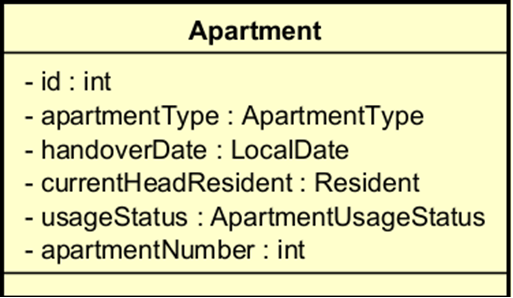 Apartment
- id : int
- apartmentType : ApartmentType
- handoverDate : LocalDate
- currentHeadResident : Resident
- usageStatus : ApartmentUsageStatus
- apartmentNumber : int